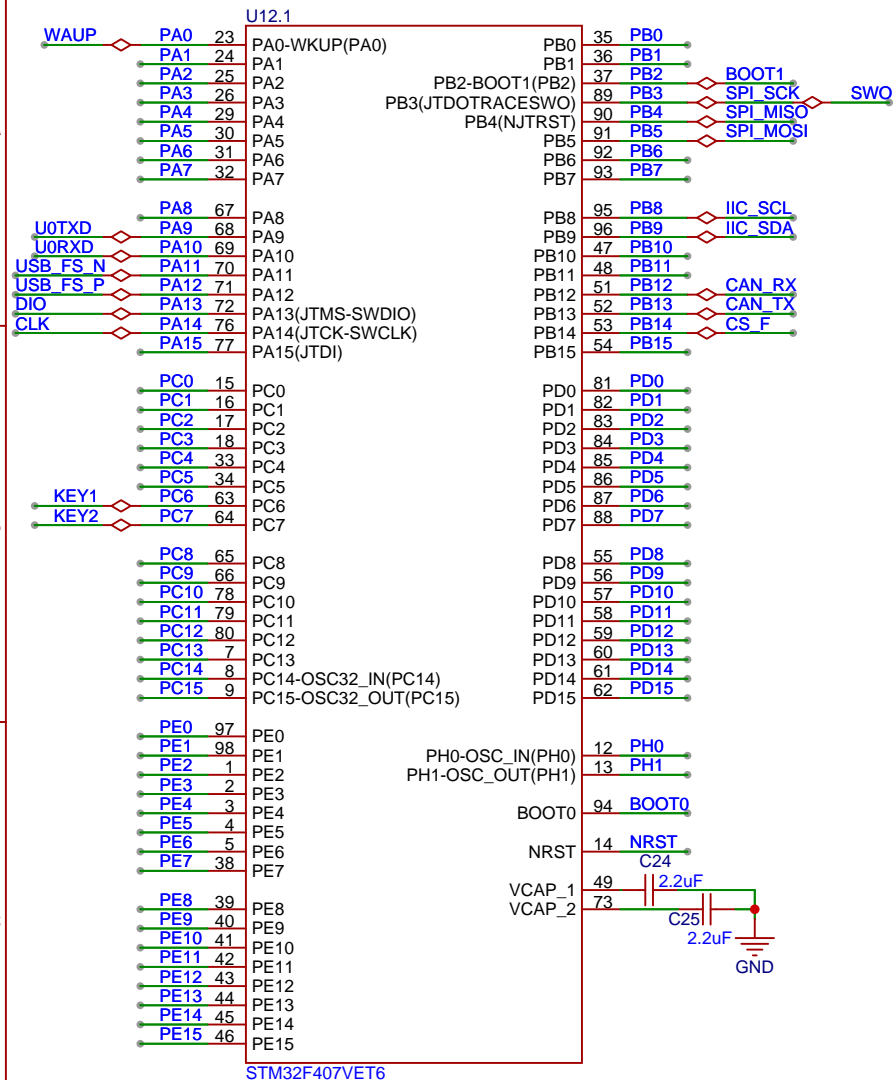 U12.1
WAUP PA0 23 PA0-WKUP(PA0) PB0 35 PB0
PA1 24 PA1 PB1 36 PB1
PA2 25 PA2 PB2-BOOT1(PB2) 37 PB2 BOOT1
PA3 26 PA3 PB3(JTDOTRACESWO) 89 PB3 SPI_SCK SWO
PA4 29 PA4 PB4(NJTRST) 90 PB4 SPI_MISO
PA5 30 PA5 PB5 91 PB5 SPI_MOSI
PA6 31 PA6 PB6 92 PB6
PA7 32 PA7 PB7 93 PB7
PA8 67 PA8 PB8 95 PB8 IIC_SCL
U0TXD PA9 68 PA9 PB9 96 PB9 IIC_SDA
U0RXD PA10 69 PA10 PB10 47 PB10
USB_FS_N PA11 70 PA11 PB11 48 PB11
USB_FS_P PA12 71 PA12 PB12 51 PB12 CAN_RX
DIO PA13 72 PA13(JTMS-SWDIO) PB13 52 PB13 CAN_TX
CLK PA14 76 PA14(JTCK-SWCLK) PB14 53 PB14 CS_F
PA15 77 PA15(JTDI) PB15 54 PB15
PC0 15 PC0 PD0 81 PD0
PC1 16 PC1 PD1 82 PD1
PC2 17 PC2 PD2 83 PD2
PC3 18 PC3 PD3 84 PD3
PC4 33 PC4 PD4 85 PD4
PC5 34 PC5 PD5 86 PD5
KEY1 PC6 63 PC6 PD6 87 PD6
KEY2 PC7 64 PC7 PD7 88 PD7
PC8 65 PC8 PD8 55 PD8
PC9 66 PC9 PD9 56 PD9
PC10 78 PC10 PD10 57 PD10
PC11 79 PC11 PD11 58 PD11
PC12 80 PC12 PD12 59 PD12
PC13 7 PC13 PD13 60 PD13
PC14 8 PC14-OSC32_IN(PC14) PD14 61 PD14
PC15 9 PC15-OSC32_OUT(PC15) PD15 62 PD15
PE0 97 PE0
PE1 98 PE1 PH0-OSC_IN(PH0) 12 PH0
PE2 1 PE2 PH1-OSC_OUT(PH1) 13 PH1
PE3 2 PE3
PE4 3 PE4 BOOT0 94 BOOT0
PE5 4 PE5
PE6 5 PE6 NRST 14 NRST
PE7 38 PE7 C24
VCAP_1 49 2.2uF
PE8 39 PE8 VCAP_2 73
PE9 40 PE9 C25
PE10 41 PE10 2.2uF
PE11 42 PE11 GND
PE12 43 PE12
PE13 44 PE13
PE14 45 PE14
PE15 46 PE15
STM32F407VET6